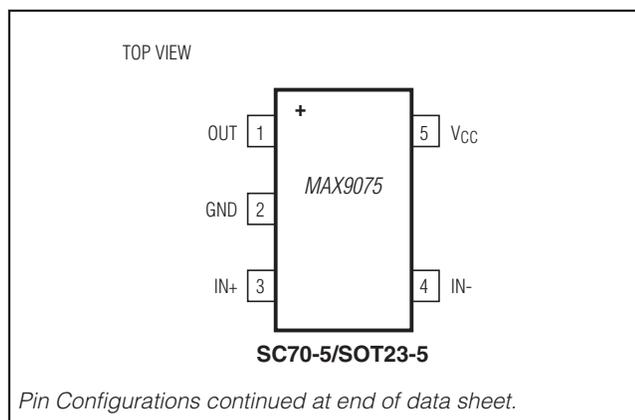 TOP VIEW
+
OUT 1
5 VCC
MAX9075
GND 2
IN+ 3
4 IN-
SC70-5/SOT23-5
Pin Configurations continued at end of data sheet.